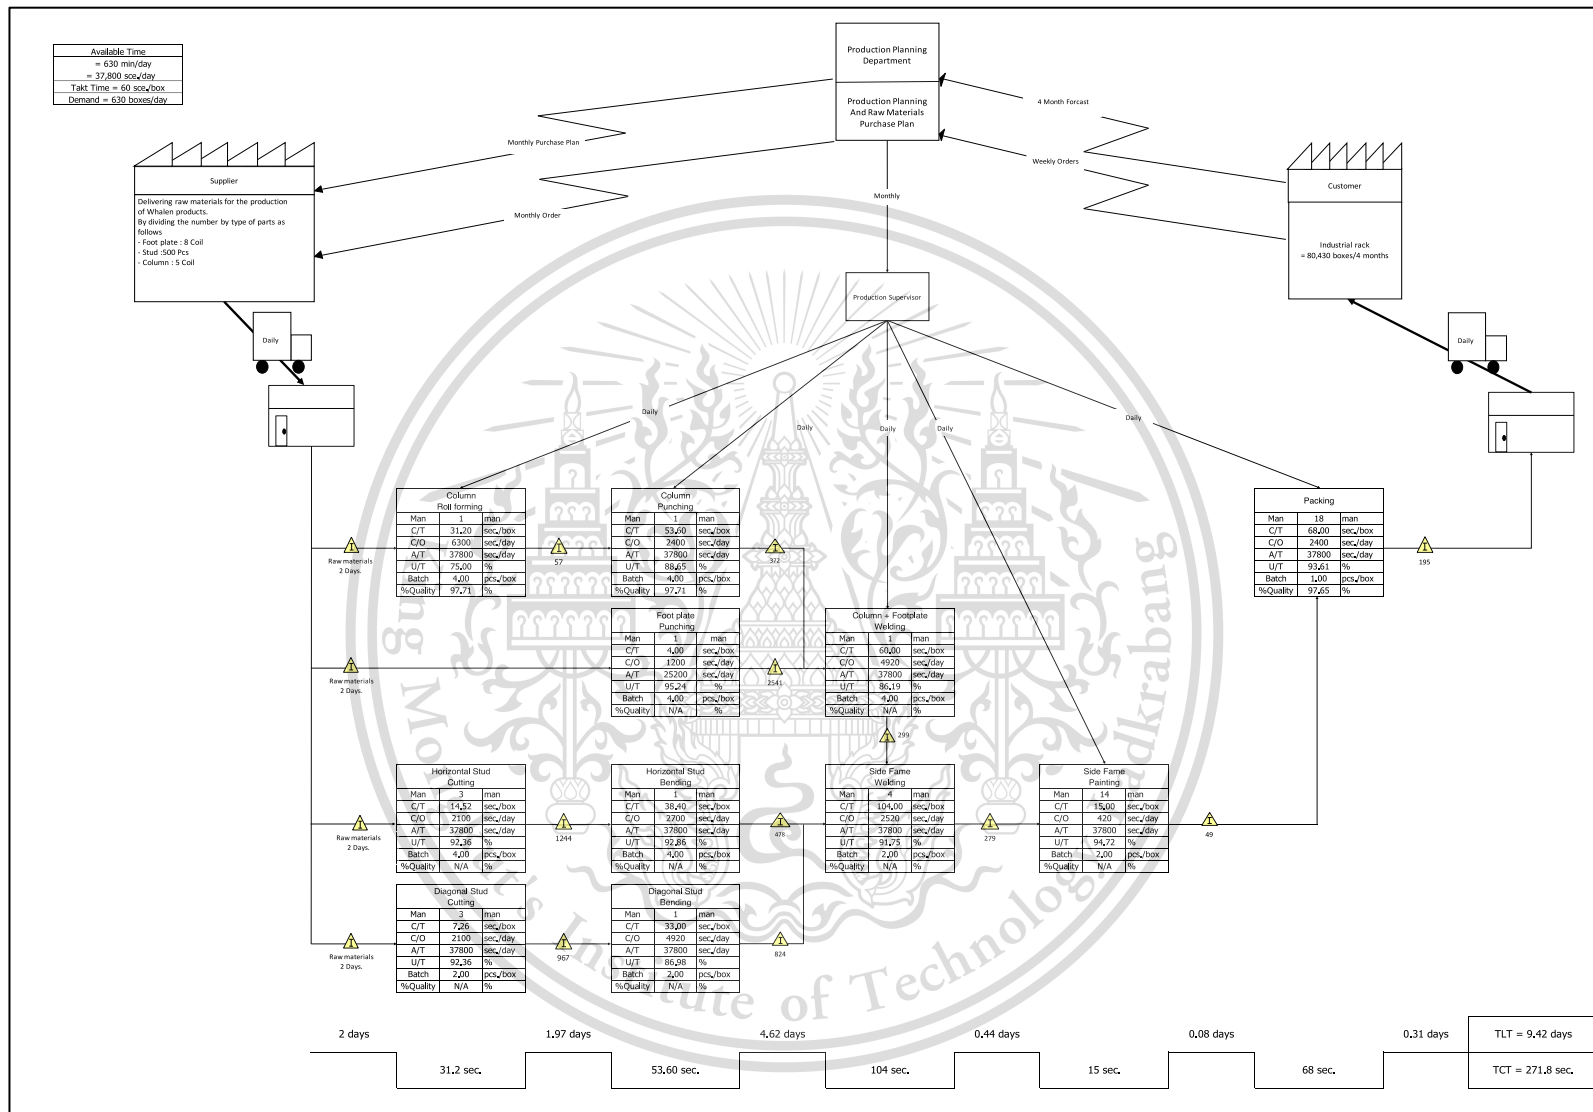 Available Time
= 630 min/day
= 37,800 sce./day
Takt Time = 60 sce./box
Demand = 630 boxes/day
Production Planning
Department
Production Planning
And Raw Materials
Purchase Plan
4 Month Forcast
Weekly Orders
Monthly Purchase Plan
Monthly Order
Monthly
Supplier
Delivering raw materials for the production
of Whalen products.
By dividing the number by type of parts as
follows
- Foot plate : 8 Coil
- Stud :500 Pcs
- Column : 5 Coil
Customer
Industrial rack
= 80,430 boxes/4 months
Production Supervisor
Daily
Daily
Daily
Daily
Daily
Daily
Daily
Column
Roll forming
Man 1 man
C/T 31.20 sec./box
C/O 6300 sec./day
A/T 37800 sec./day
U/T 75.00 %
Batch 4.00 pcs./box
%Quality 97.71 %
Column
Punching
Man 1 man
C/T 53.60 sec./box
C/O 2400 sec./day
A/T 37800 sec./day
U/T 88.65 %
Batch 4.00 pcs./box
%Quality 97.71 %
Packing
Man 18 man
C/T 68.00 sec./box
C/O 2400 sec./day
A/T 37800 sec./day
U/T 93.61 %
Batch 1.00 pcs./box
%Quality 97.65 %
I
Raw materials
2 Days.
I
57
I
372
I
195
Foot plate
Punching
Man 1 man
C/T 4.00 sec./box
C/O 1200 sec./day
A/T 25200 sec./day
U/T 95.24 %
Batch 4.00 pcs./box
%Quality N/A %
Column + Footplate
Welding
Man 1 man
C/T 60.00 sec./box
C/O 4920 sec./day
A/T 37800 sec./day
U/T 86.19 %
Batch 4.00 pcs./box
%Quality N/A %
I
Raw materials
2 Days.
I
2541
I
299
Horizontal Stud
Cutting
Man 3 man
C/T 14.52 sec./box
C/O 2100 sec./day
A/T 37800 sec./day
U/T 92.36 %
Batch 4.00 pcs./box
%Quality N/A %
Horizontal Stud
Bending
Man 1 man
C/T 38.40 sec./box
C/O 2700 sec./day
A/T 37800 sec./day
U/T 92.86 %
Batch 4.00 pcs./box
%Quality N/A %
Side Fame
Welding
Man 4 man
C/T 104.00 sec./box
C/O 2520 sec./day
A/T 37800 sec./day
U/T 91.75 %
Batch 2.00 pcs./box
%Quality N/A %
Side Fame
Painting
Man 14 man
C/T 15.00 sec./box
C/O 420 sec./day
A/T 37800 sec./day
U/T 94.72 %
Batch 2.00 pcs./box
%Quality N/A %
I
Raw materials
2 Days.
I
1244
I
478
I
279
I
49
Diagonal Stud
Cutting
Man 3 man
C/T 7.26 sec./box
C/O 2100 sec./day
A/T 37800 sec./day
U/T 92.36 %
Batch 2.00 pcs./box
%Quality N/A %
Diagonal Stud
Bending
Man 1 man
C/T 33.00 sec./box
C/O 4920 sec./day
A/T 37800 sec./day
U/T 86.98 %
Batch 2.00 pcs./box
%Quality N/A %
I
Raw materials
2 Days.
I
967
I
824
2 days 1.97 days 4.62 days 0.44 days 0.08 days 0.31 days TLT = 9.42 days
31.2 sec. 53.60 sec. 104 sec. 15 sec. 68 sec. TCT = 271.8 sec.
Institute of Technology